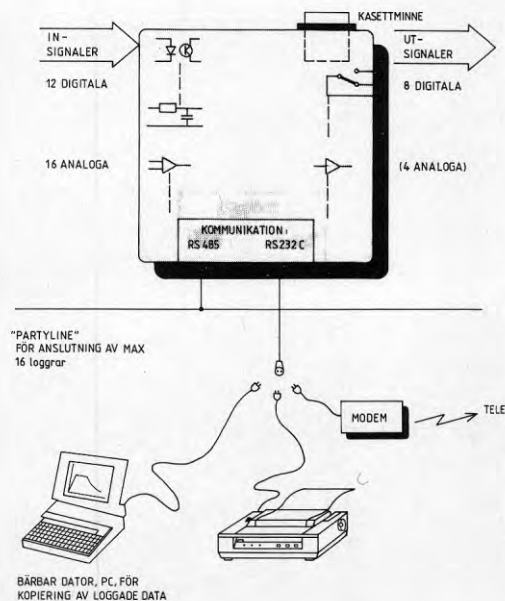 KASETTMINNE
IN-
SIGNALER
UT-
SIGNALER
12 DIGITALA
8 DIGITALA
16 ANALOGA
(4 ANALOGA)
KOMMUNIKATION:
RS485 RS232C
"PARTYLINE"
FÖR ANSLUTNING AV MAX
16 loggrar
MODEM
TELE
BÄRBAR DATOR, PC, FÖR
KOPIERING AV LOGGADE DATA